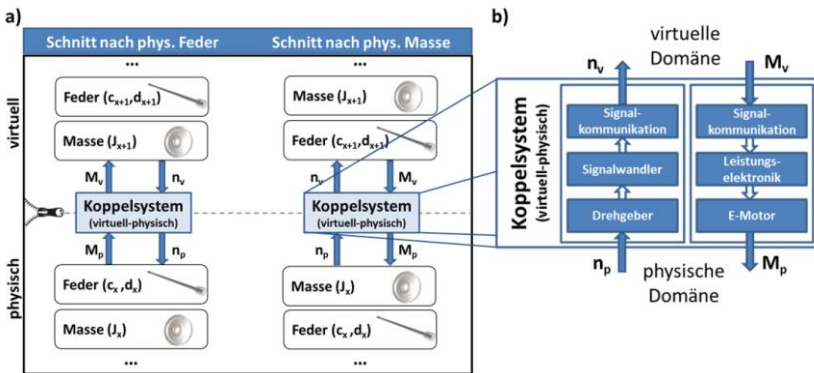 a)
Schnitt nach phys. Feder
Schnitt nach phys. Masse
virtuell
physisch
...
Feder (cx+1,dx+1)
Masse (Jx+1)
Mv
nv
Koppelsystem
(virtuell-physisch)
Mp
np
Feder (cx ,dx)
Masse (Jx)
...
...
Masse (Jx+1)
Feder (cx+1,dx+1)
nv
Mv
Koppelsystem
(virtuell-physisch)
np
Mp
Masse (Jx)
Feder (cx ,dx)
...
b)
virtuelle
Domäne
nv
Mv
Koppelsystem
(virtuell-physisch)
Signal-
kommunikation
Signalwandler
Drehgeber
Signal-
kommunikation
Leistungs-
elektronik
E-Motor
np
physische
Domäne
Mp